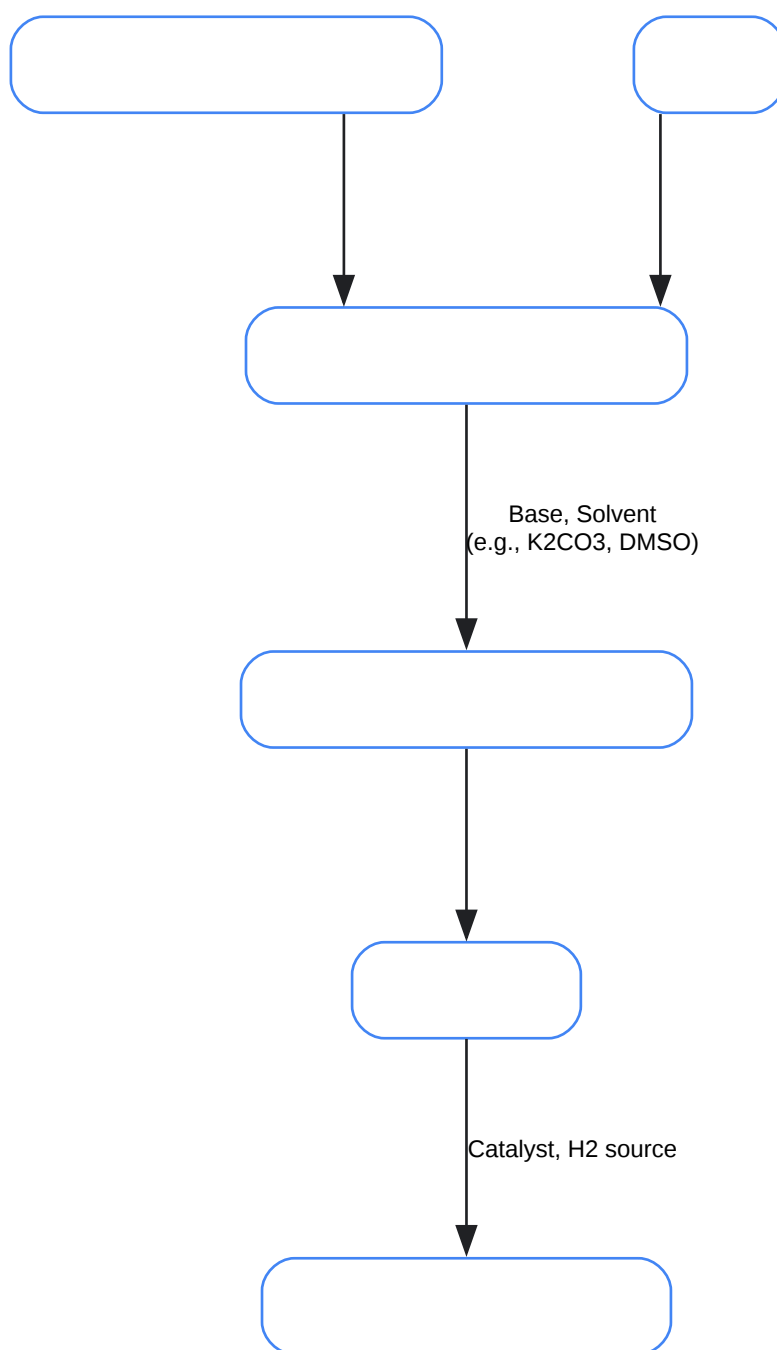 Base, Solvent
(e.g., K2CO3, DMSO)
Catalyst, H2 source